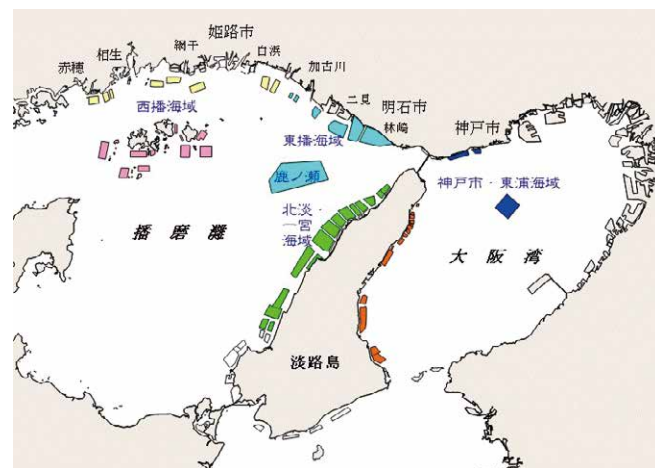 姫路市
網干
白浜
相生
赤穂
加古川
西播海域
二見
明石市
林崎
神戸市
東播海域
鹿ノ瀬
神戸市・東浦海域
北淡・
一宮
海域
播磨灘
大阪湾
淡路島